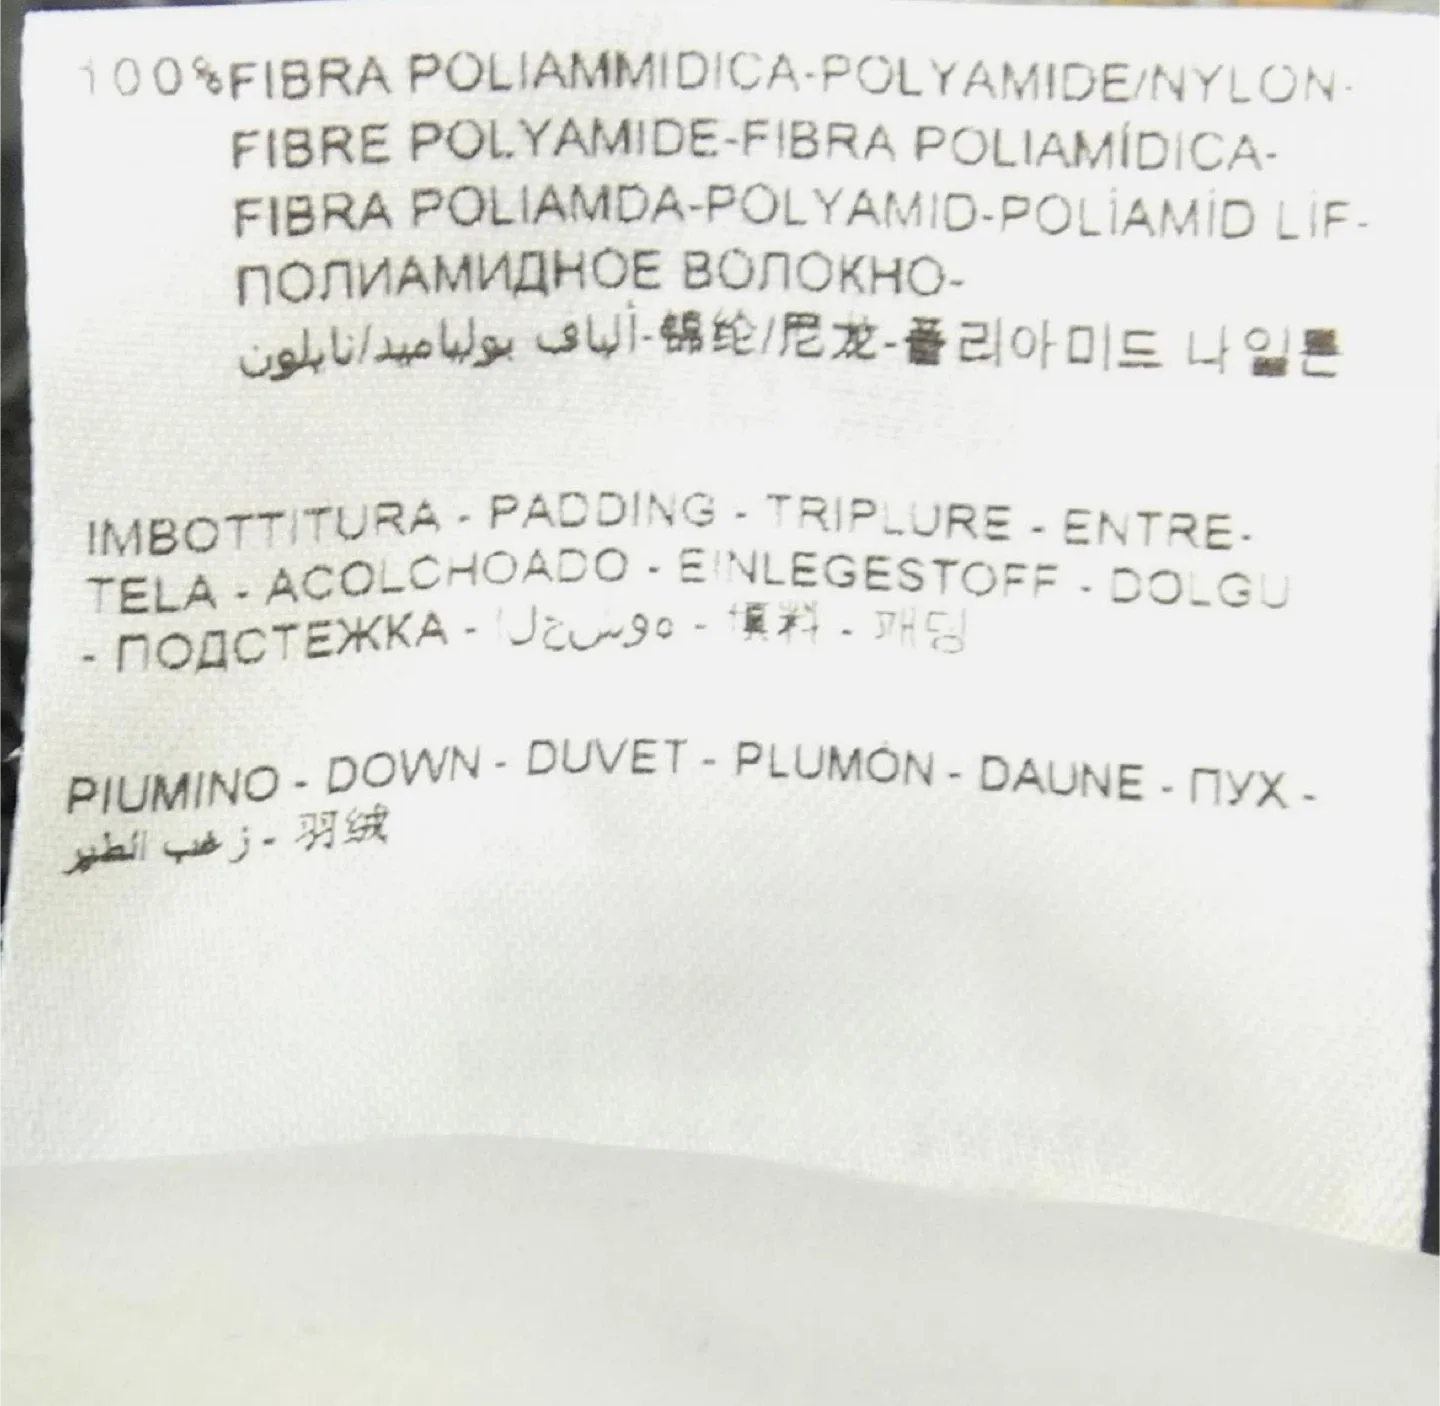 100%FIBRA POLIAMMIDICA-POLYAMIDE/NYLON-
FIBRE POLYAMIDE-FIBRA POLIAMÍDICA-
FIBRA POLIAMDA-POLYAMID-POLİAMİD LİF-
ПОЛИАМИДНОЕ ВОЛОКНО-
ألياف بولياميد/نايلون-锦纶/尼龙-폴리아미드 나일론
IMBOTTITURA - PADDING - TRIPLURE - ENTRE-
TELA - ACOLCHOADO - EINLEGESTOFF - DOLGU
- ПОДСТЕЖКА - - 填料 - 패딩
PIUMINO - DOWN - DUVET - PLUMÓN - DAUNE - ПУХ -
زغب الطير - 羽绒